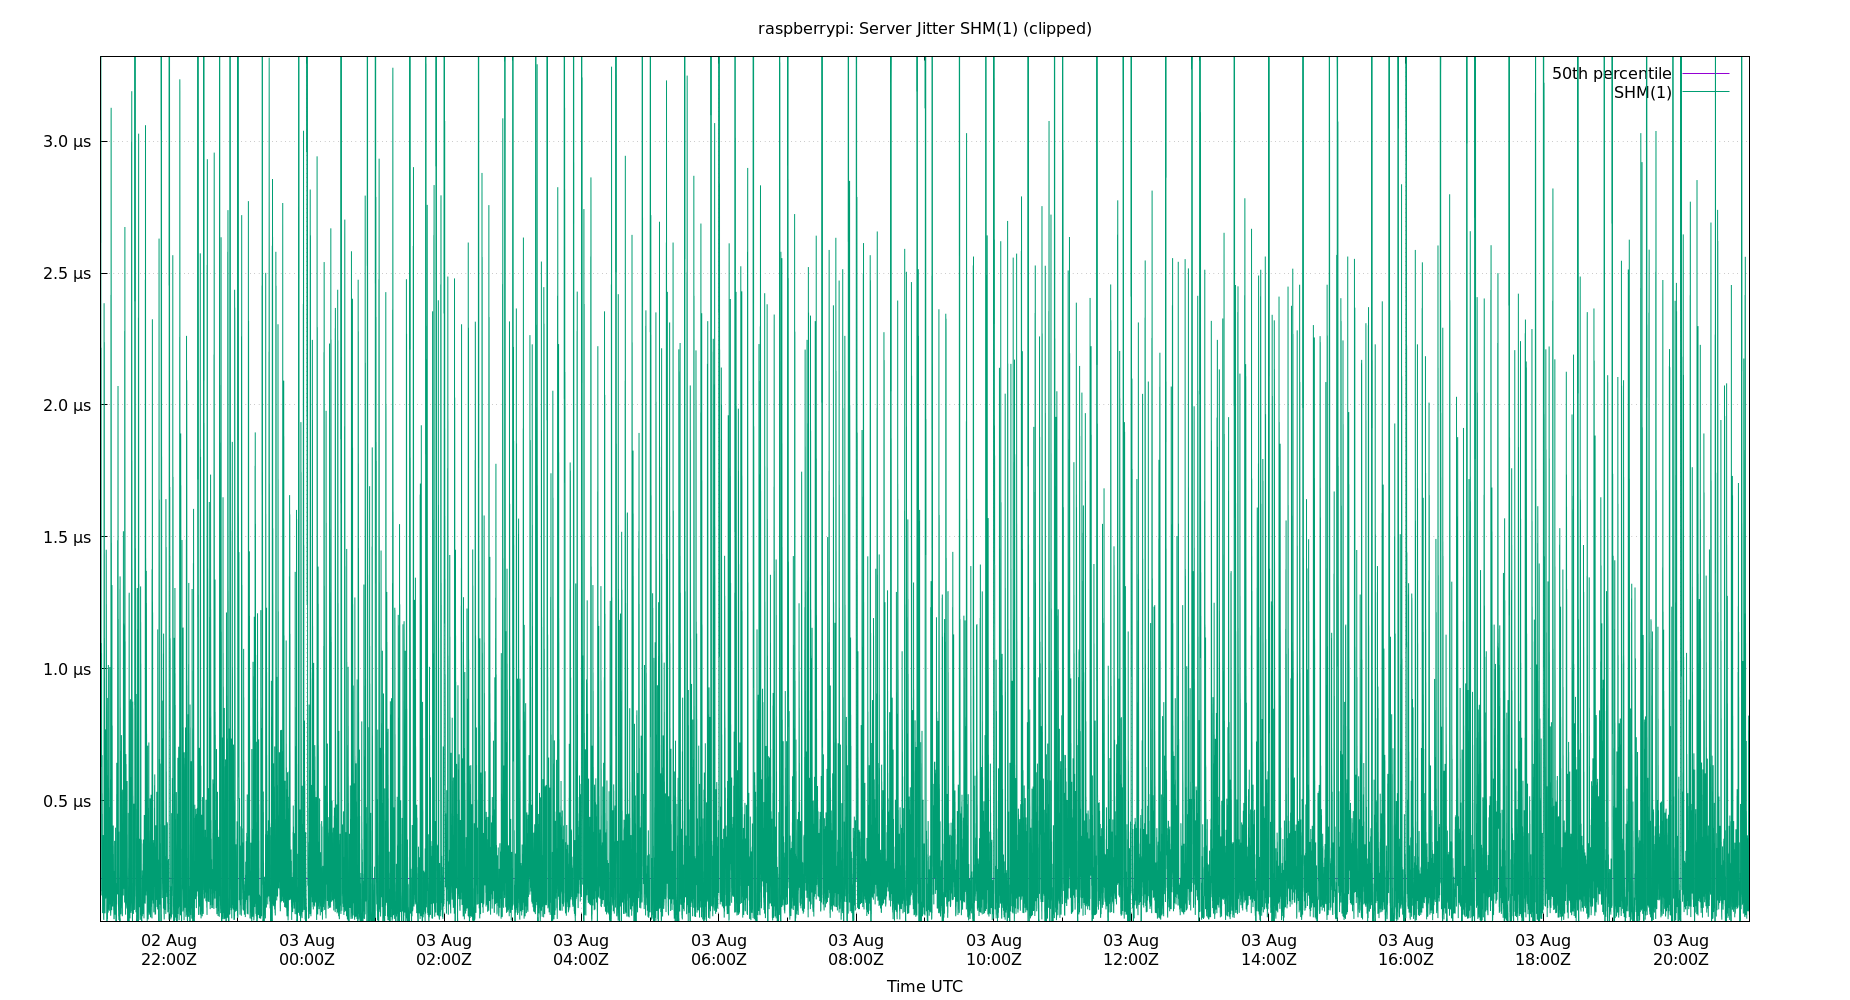 raspberrypi: Server Jitter SHM(1) (clipped)
50th percentile
SHM(1)
3.0 µs
2.5 µs
2.0 µs
1.5 µs
1.0 µs
0.5 µs
02 Aug 03 Aug 03 Aug 03 Aug 03 Aug 03 Aug 03 Aug 03 Aug 03 Aug 03 Aug 03 Aug 03 Aug
22:00Z 00:00Z 02:00Z 04:00Z 06:00Z 08:00Z 10:00Z 12:00Z 14:00Z 16:00Z 18:00Z 20:00Z
Time UTC